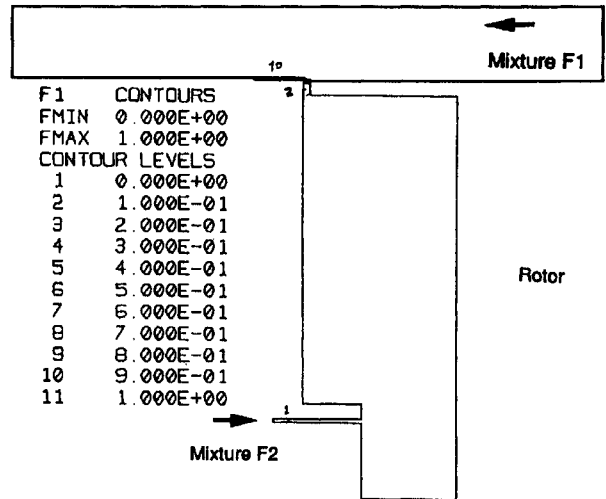 Mixture F1
10
2
F1 CONTOURS
FMIN 0.000E+00
FMAX 1.000E+00
CONTOUR LEVELS
1 0.000E+00
2 1.000E-01
3 2.000E-01
4 3.000E-01
5 4.000E-01
6 5.000E-01
7 6.000E-01
8 7.000E-01
9 8.000E-01
10 9.000E-01
11 1.000E+00
Rotor
1
Mixture F2